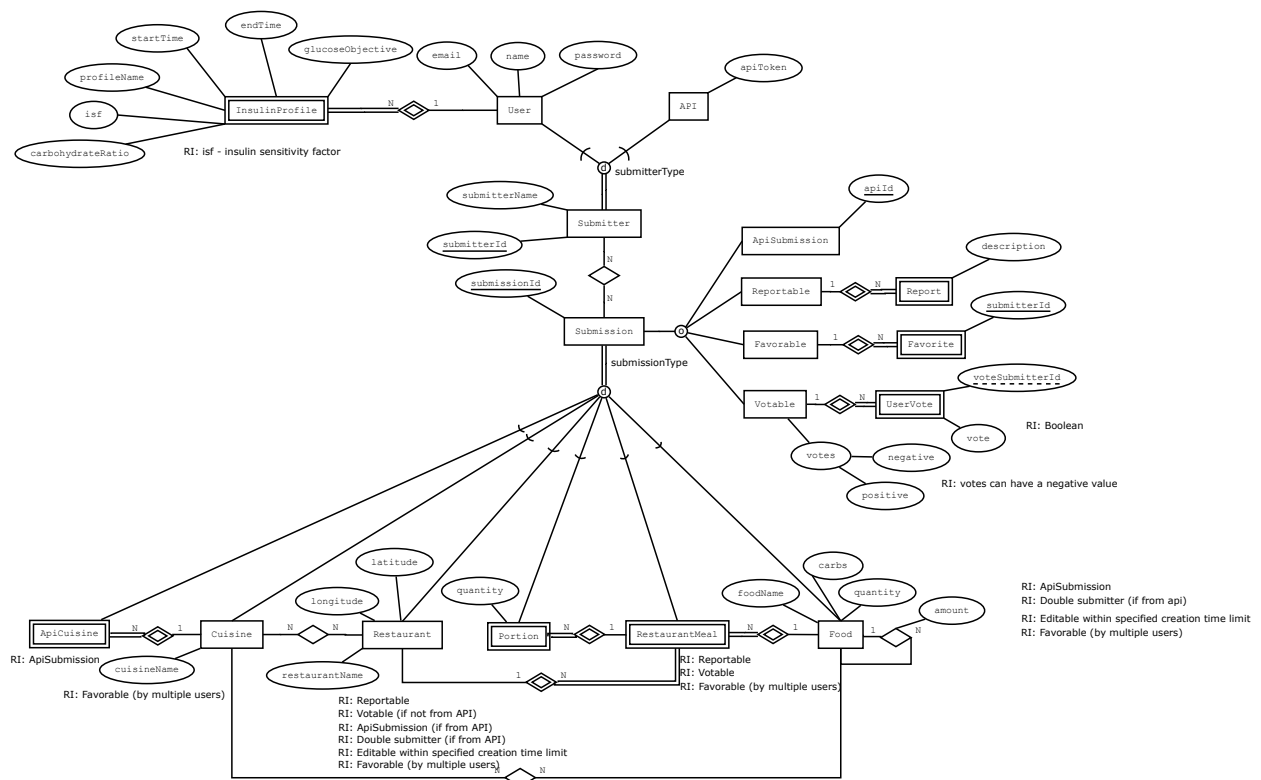 endTime
startTime
glucoseObjective
email
name
password
apiToken
profileName
InsulinProfile
N
1
User
API
isf
carbohydrateRatio
RI: isf - insulin sensitivity factor
d
submitterType
submitterName
Submitter
submitterId
N
apiId
ApiSubmission
description
submissionId
N
Reportable
1
N
Report
submitterId
Submission
o
Favorable
1
N
Favorite
submissionType
d
voteSubmitterId
Votable
1
N
UserVote
RI: Boolean
vote
votes
negative
positive
RI: votes can have a negative value
latitude
longitude
quantity
carbs
foodName
quantity
amount
RI: ApiSubmission
RI: Double submitter (if from api)
RI: Editable within specified creation time limit
RI: Favorable (by multiple users)
ApiCuisine
N
1
Cuisine
N
N
Restaurant
Portion
N
1
RestaurantMeal
N
1
Food
1
N
RI: ApiSubmission
cuisineName
restaurantName
1
N
RI: Reportable
RI: Votable
RI: Favorable (by multiple users)
RI: Favorable (by multiple users)
RI: Reportable
RI: Votable (if not from API)
RI: ApiSubmission (if from API)
RI: Double submitter (if from API)
RI: Editable within specified creation time limit
RI: Favorable (by multiple users)
N
N